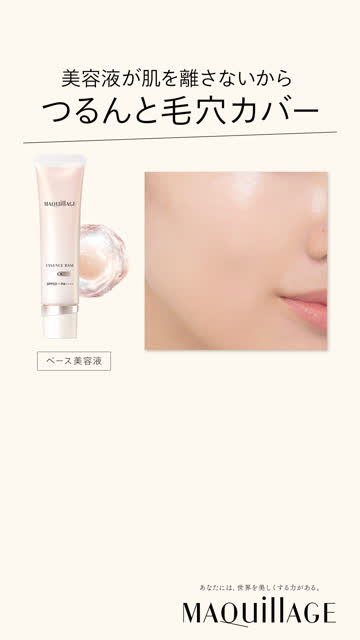 美容液が肌を離さないから
つるんと毛穴カバー
MAQUillAGE
ESSENCE BASE
SPF50+・PA++++
ベース美容液
あなたには、世界を美しくする力がある。
MAQUillAGE